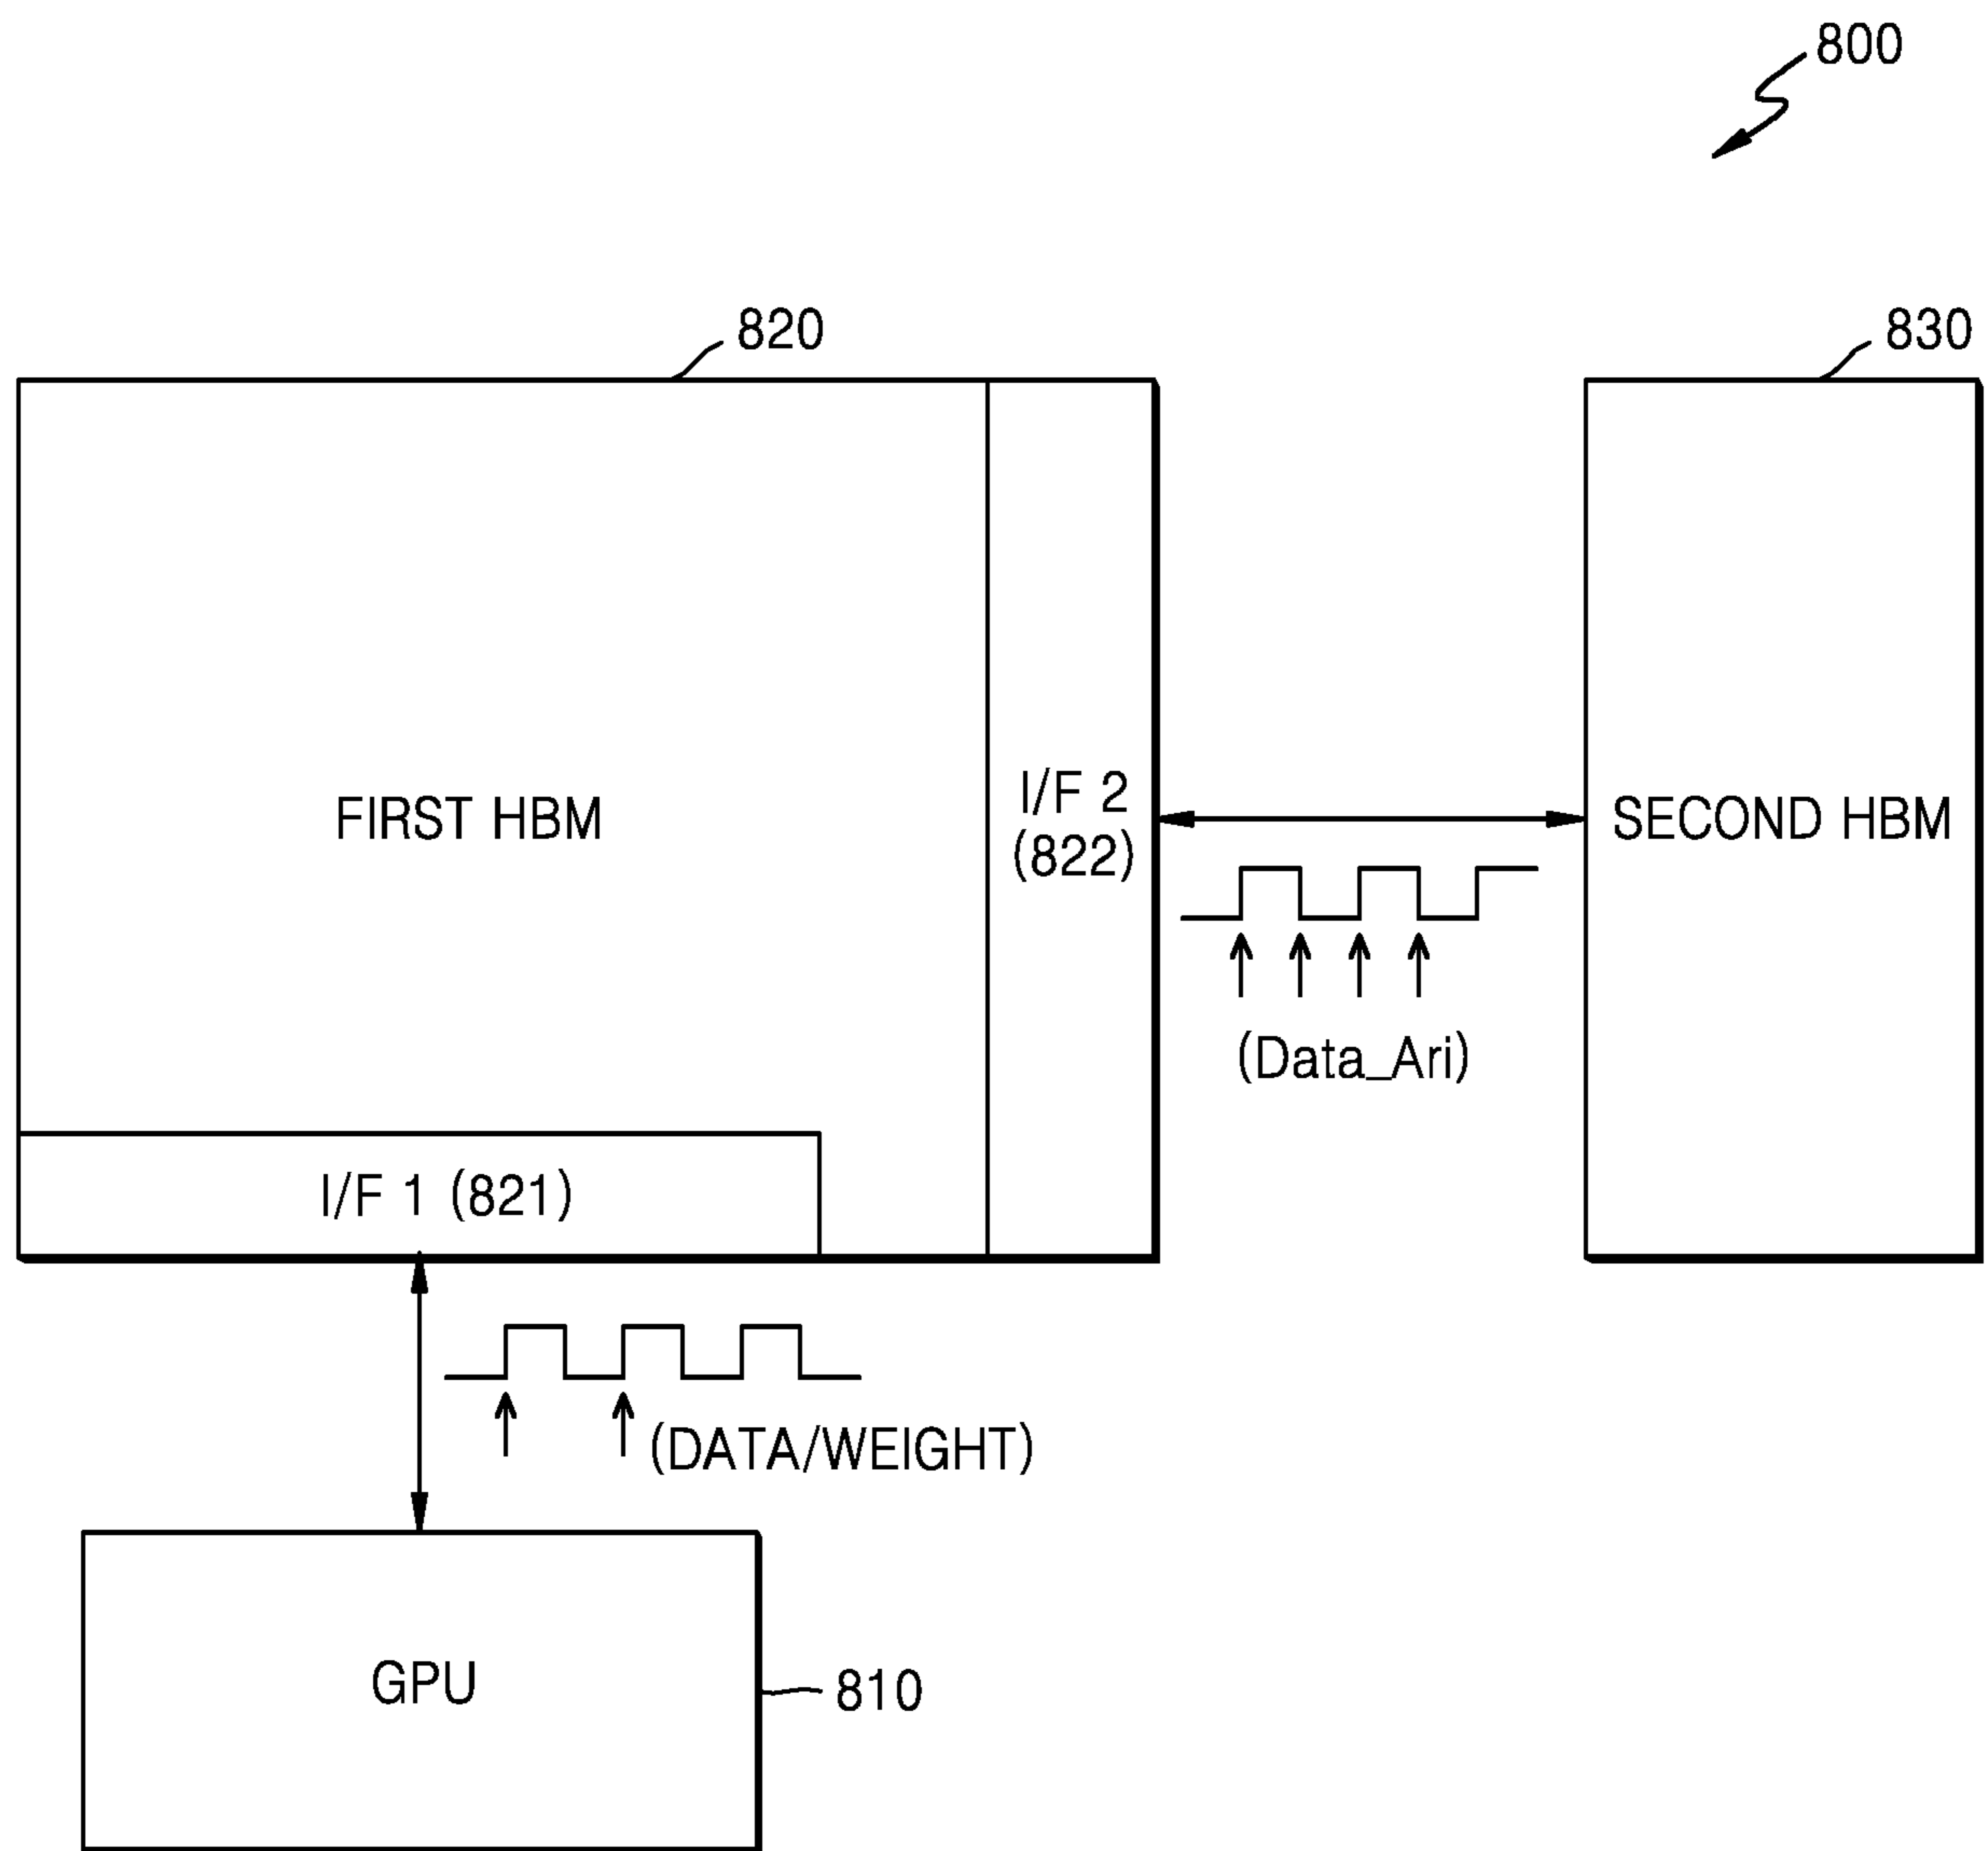 800
820
830
FIRST HBM
I/F 2
(822)
SECOND HBM
(Data_Ari)
I/F 1 (821)
(DATA/WEIGHT)
GPU
810